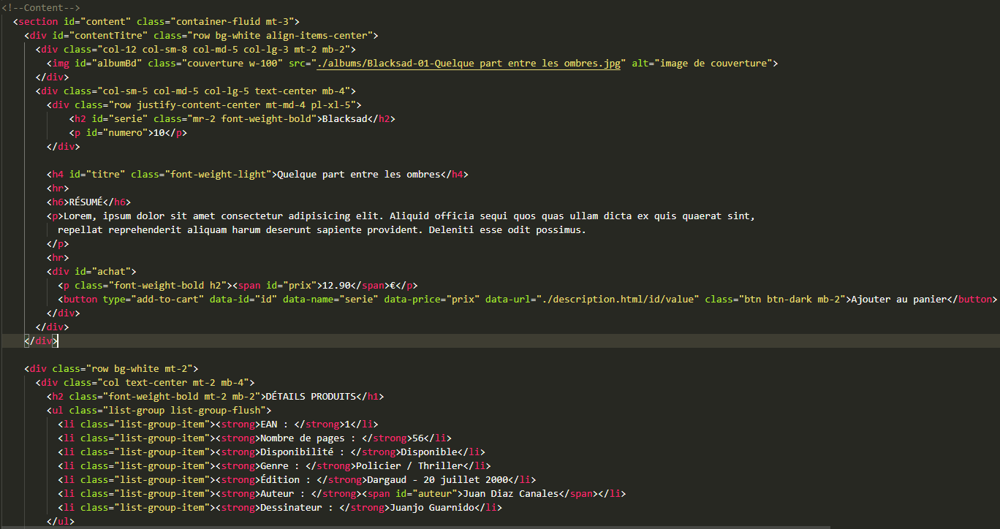 <!--Content-->
<section id="content" class="container-fluid mt-3">
<div id="contentTitre" class="row bg-white align-items-center">
<div class="col-12 col-sm-8 col-md-5 col-lg-3 mt-2 mb-2">
<img id="albumBd" class="couverture w-100" src="./albums/Blacksad-01-Quelque part entre les ombres.jpg" alt="image de couverture">
</div>
<div class="col-sm-5 col-md-5 col-lg-5 text-center mb-4">
<div class="row justify-content-center mt-md-4 pl-xl-5">
<h2 id="serie" class="mr-2 font-weight-bold">Blacksad</h2>
<p id="numero">10</p>
</div>
<h4 id="titre" class="font-weight-light">Quelque part entre les ombres</h4>
<hr>
<h6>RÉSUMÉ</h6>
<p>Lorem, ipsum dolor sit amet consectetur adipisicing elit. Aliquid officia sequi quos quas ullam dicta ex quis quaerat sint,
repellat reprehenderit aliquam harum deserunt sapiente provident. Deleniti esse odit possimus.
</p>
<hr>
<div id="achat">
<p class="font-weight-bold h2"><span id="prix">12.90</span>€</p>
<button type="add-to-cart" data-id="id" data-name="serie" data-price="prix" data-url="./description.html/id/value" class="btn btn-dark mb-2">Ajouter au panier</button>
</div>
</div>
</div>
<div class="row bg-white mt-2">
<div class="col text-center mt-2 mb-4">
<h2 class="font-weight-bold mt-2 mb-2">DÉTAILS PRODUITS</h1>
<ul class="list-group list-group-flush">
<li class="list-group-item"><strong>EAN : </strong>1</li>
<li class="list-group-item"><strong>Nombre de pages : </strong>56</li>
<li class="list-group-item"><strong>Disponibilité : </strong>Disponible</li>
<li class="list-group-item"><strong>Genre : </strong>Policier / Thriller</li>
<li class="list-group-item"><strong>Édition : </strong>Dargaud - 20 juillet 2000</li>
<li class="list-group-item"><strong>Auteur : </strong><span id="auteur">Juan Diaz Canales</span></li>
<li class="list-group-item"><strong>Dessinateur : </strong>Juanjo Guarnido</li>
</ul>